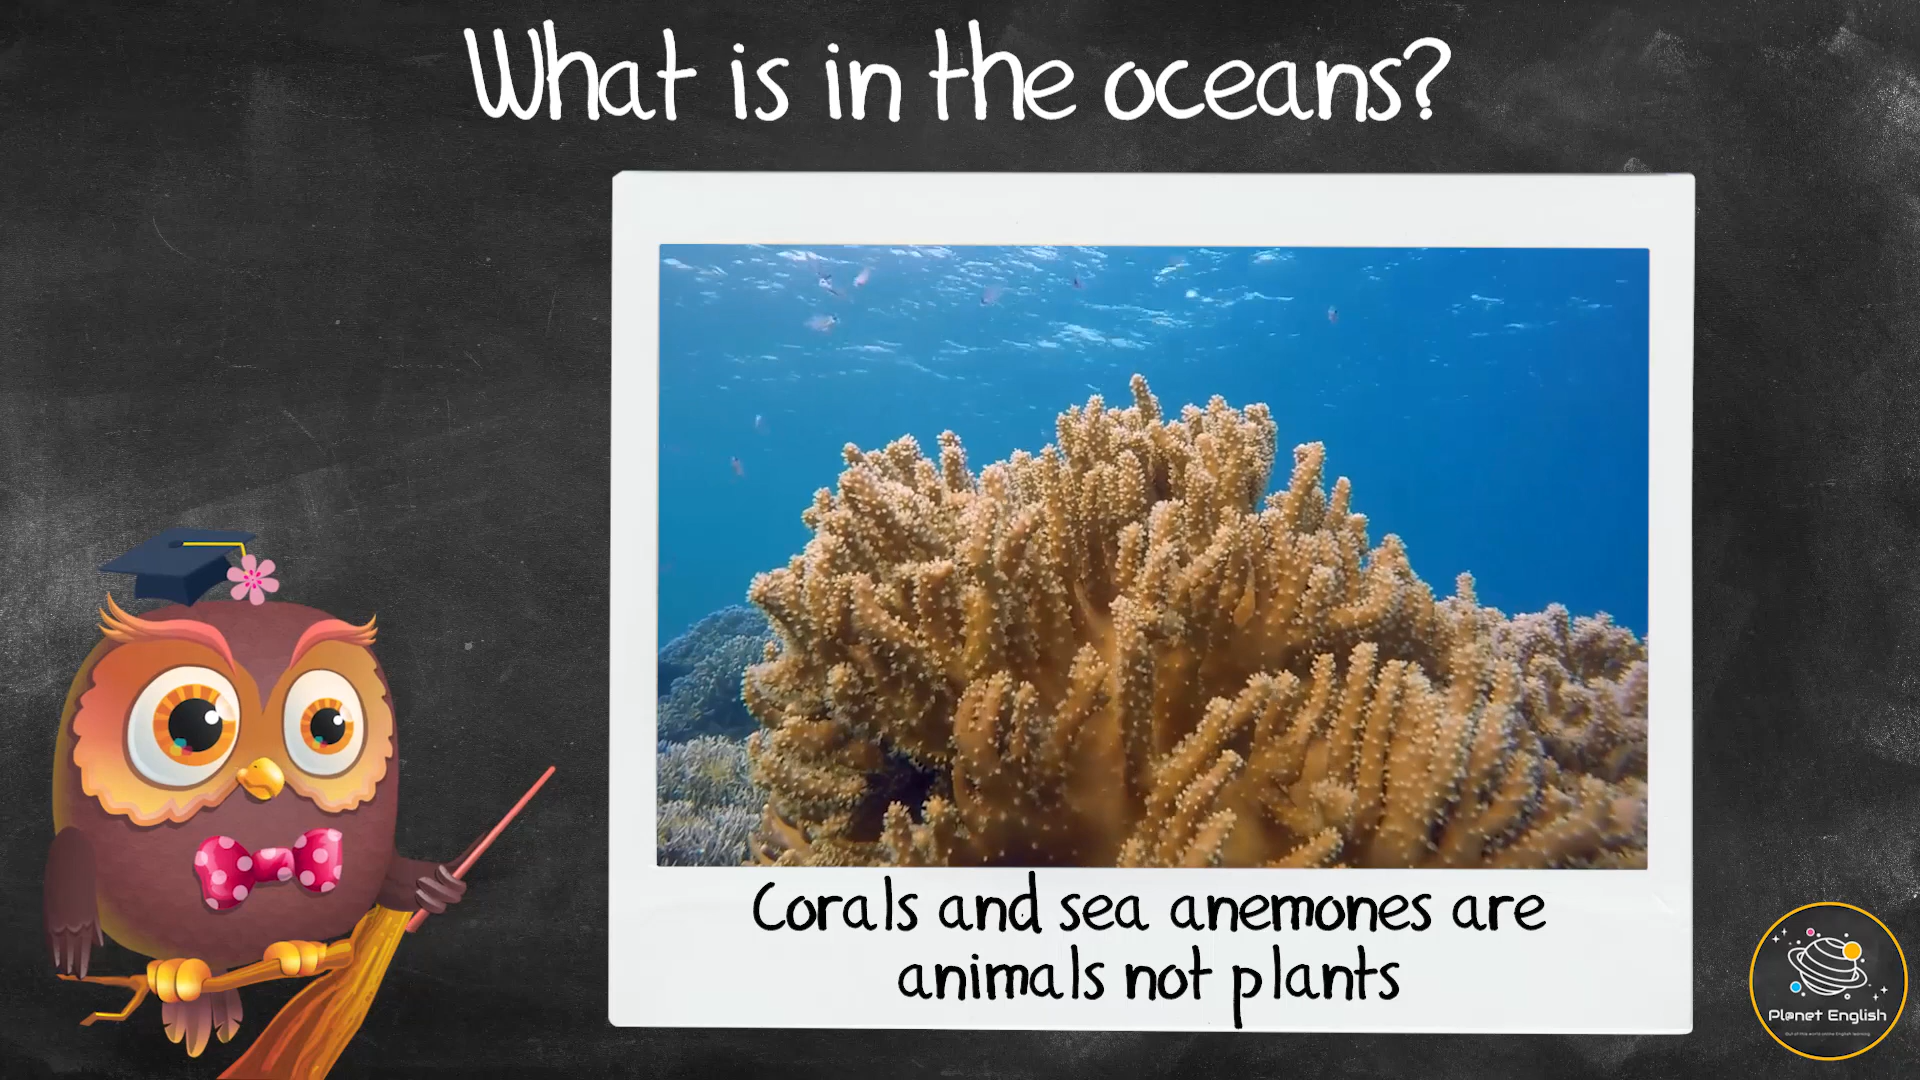 What is in the oceans?
Corals and sea anemones are
animals not plants
Planet English